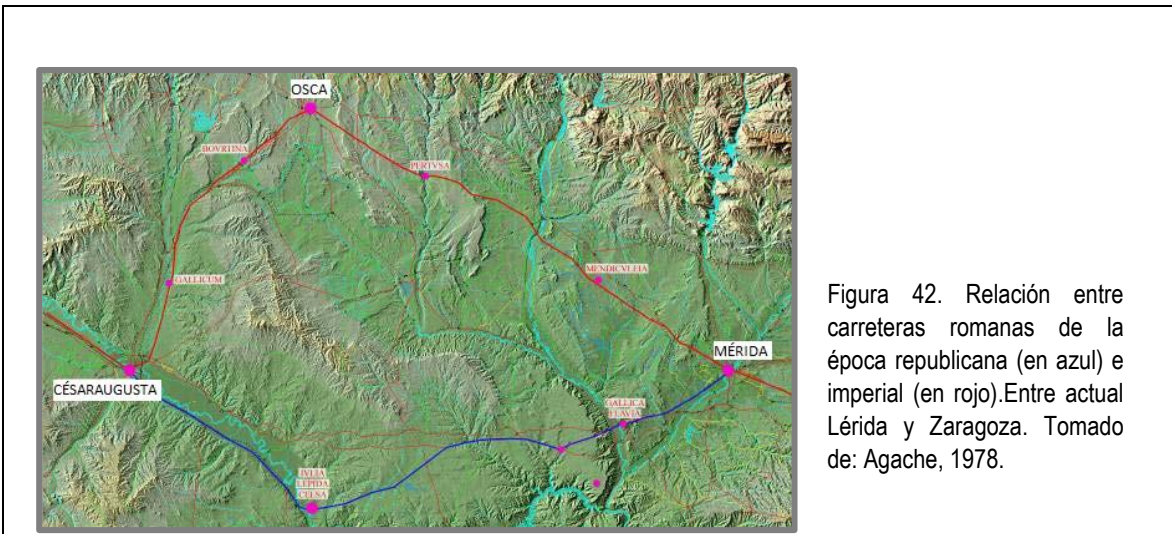 OSCA
BOVRTINA
PERTVSA
GALLICUM
MENDICVLEIA
MÉRIDA
CÉSARAUGUSTA
GALLICA
FLAVIA
IVLIA
LEPIDA
CELSA
Figura 42. Relación entre
carreteras romanas de la
época republicana (en azul) e
imperial (en rojo).Entre actual
Lérida y Zaragoza. Tomado
de: Agache, 1978.